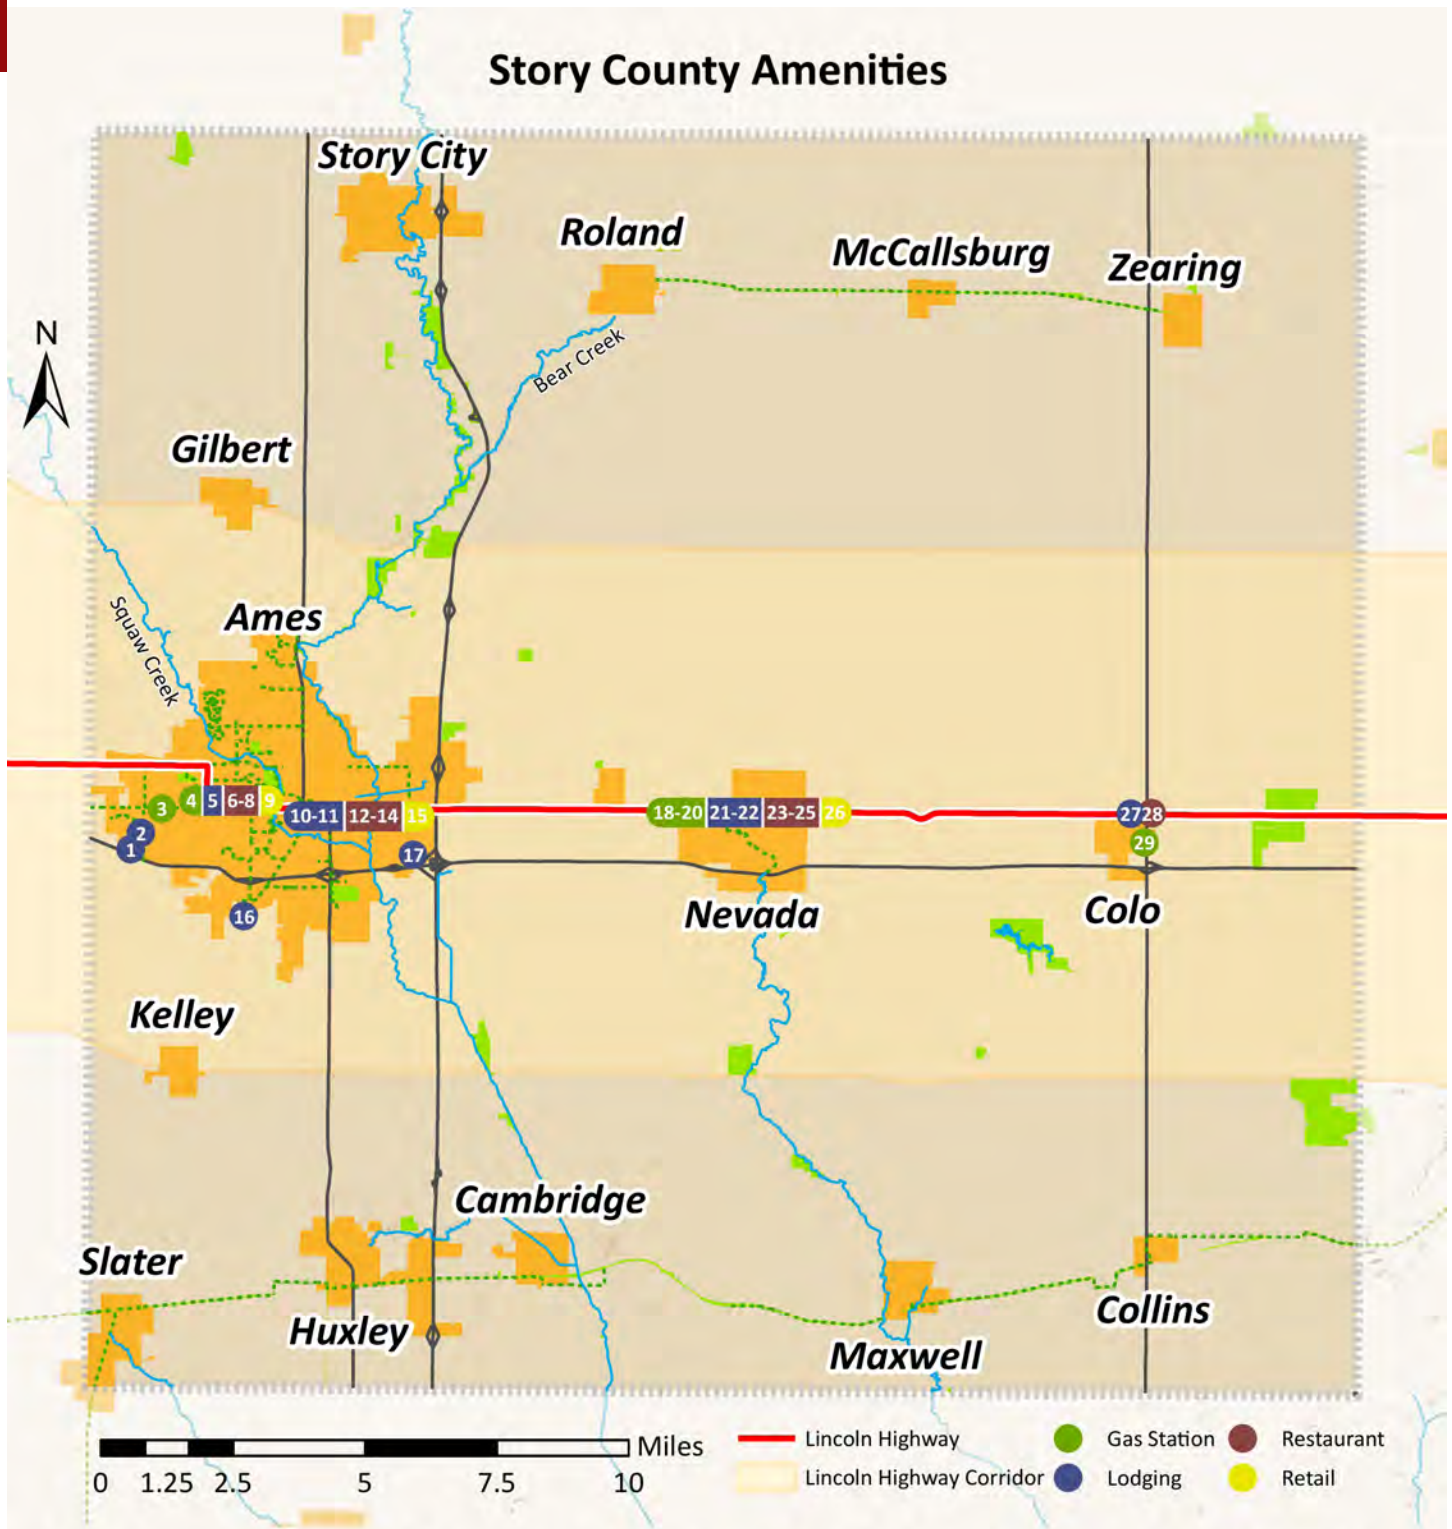 Story County Amenities
Story City
Roland
McCallsburg
Zearing
N
Bear Creek
Gilbert
Squaw Creek
Ames
3
4
5
6-8
9
10-11
12-14
15
18-20
21-22
23-25
26
27
28
2
1
17
29
16
Nevada
Colo
Kelley
Cambridge
Slater
Huxley
Collins
Maxwell
Miles
0 1.25 2.5 5 7.5 10
Lincoln Highway
Lincoln Highway Corridor
Gas Station
Lodging
Restaurant
Retail